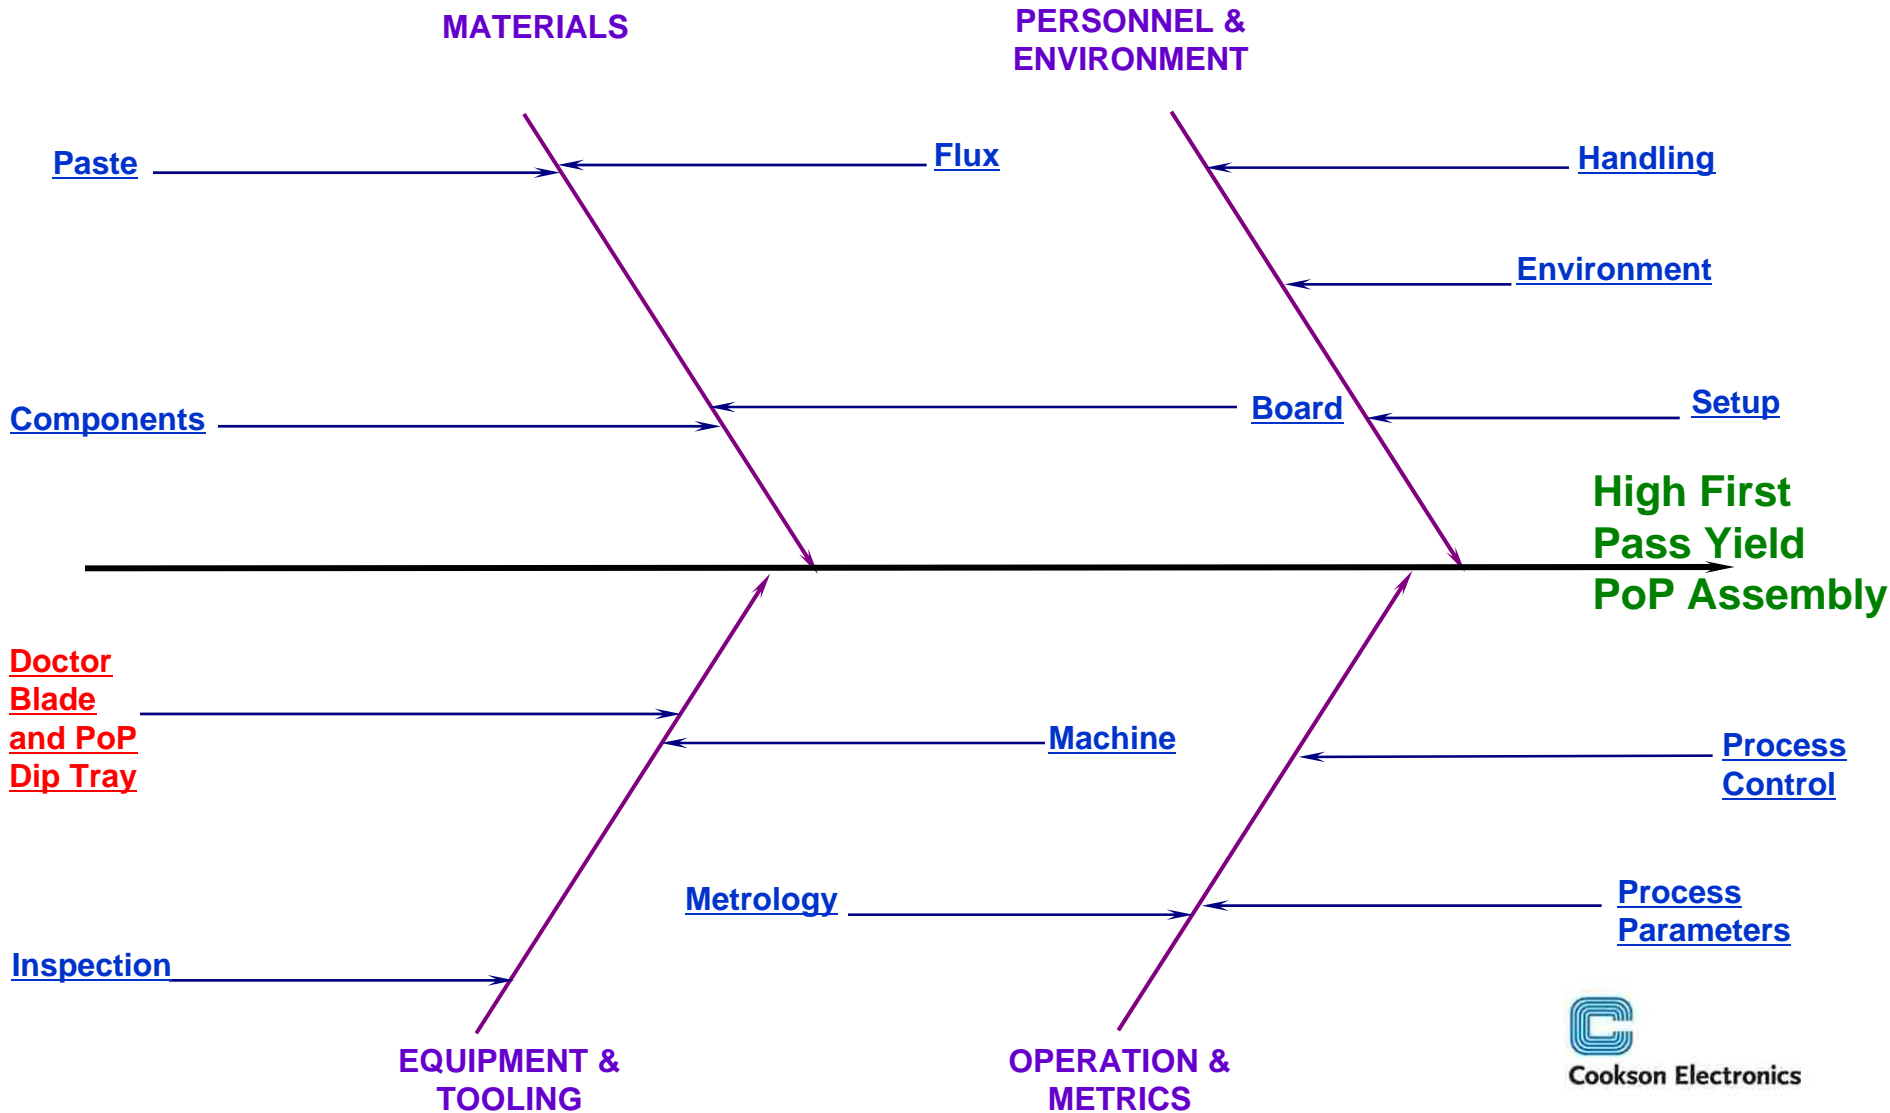 MATERIALS
PERSONNEL &
ENVIRONMENT
Paste
Flux
Handling
Environment
Components
Board
Setup
High First
Pass Yield
PoP Assembly
Doctor
Blade
and PoP
Dip Tray
Machine
Process
Control
Metrology
Process
Parameters
Inspection
EQUIPMENT &
TOOLING
OPERATION &
METRICS
Cookson Electronics